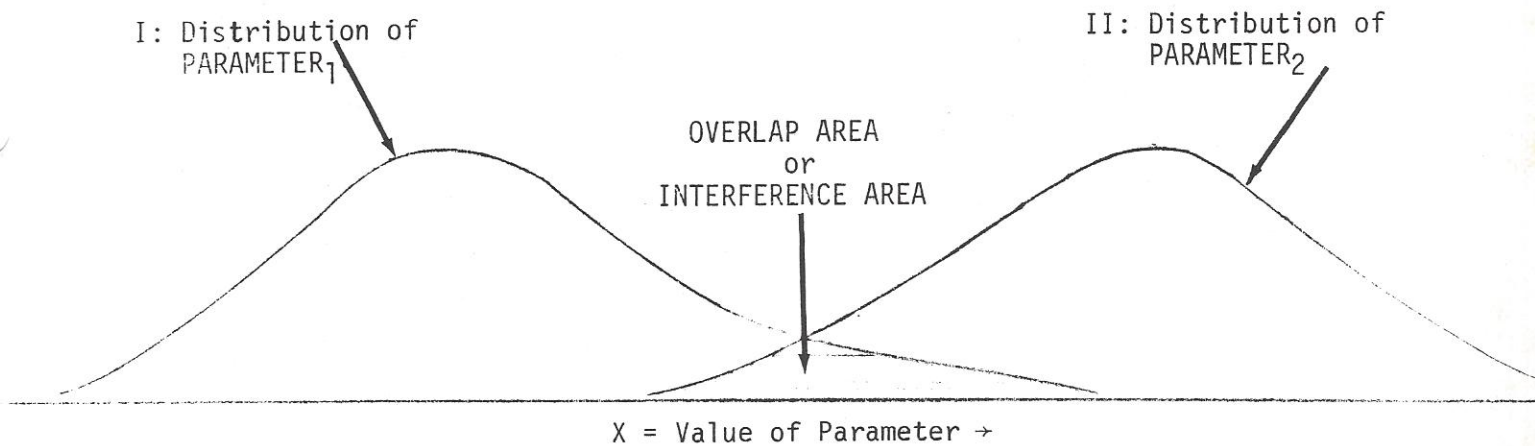 I: Distribution of
PARAMETER₁
II: Distribution of
PARAMETER₂
OVERLAP AREA
or
INTERFERENCE AREA
X = Value of Parameter →